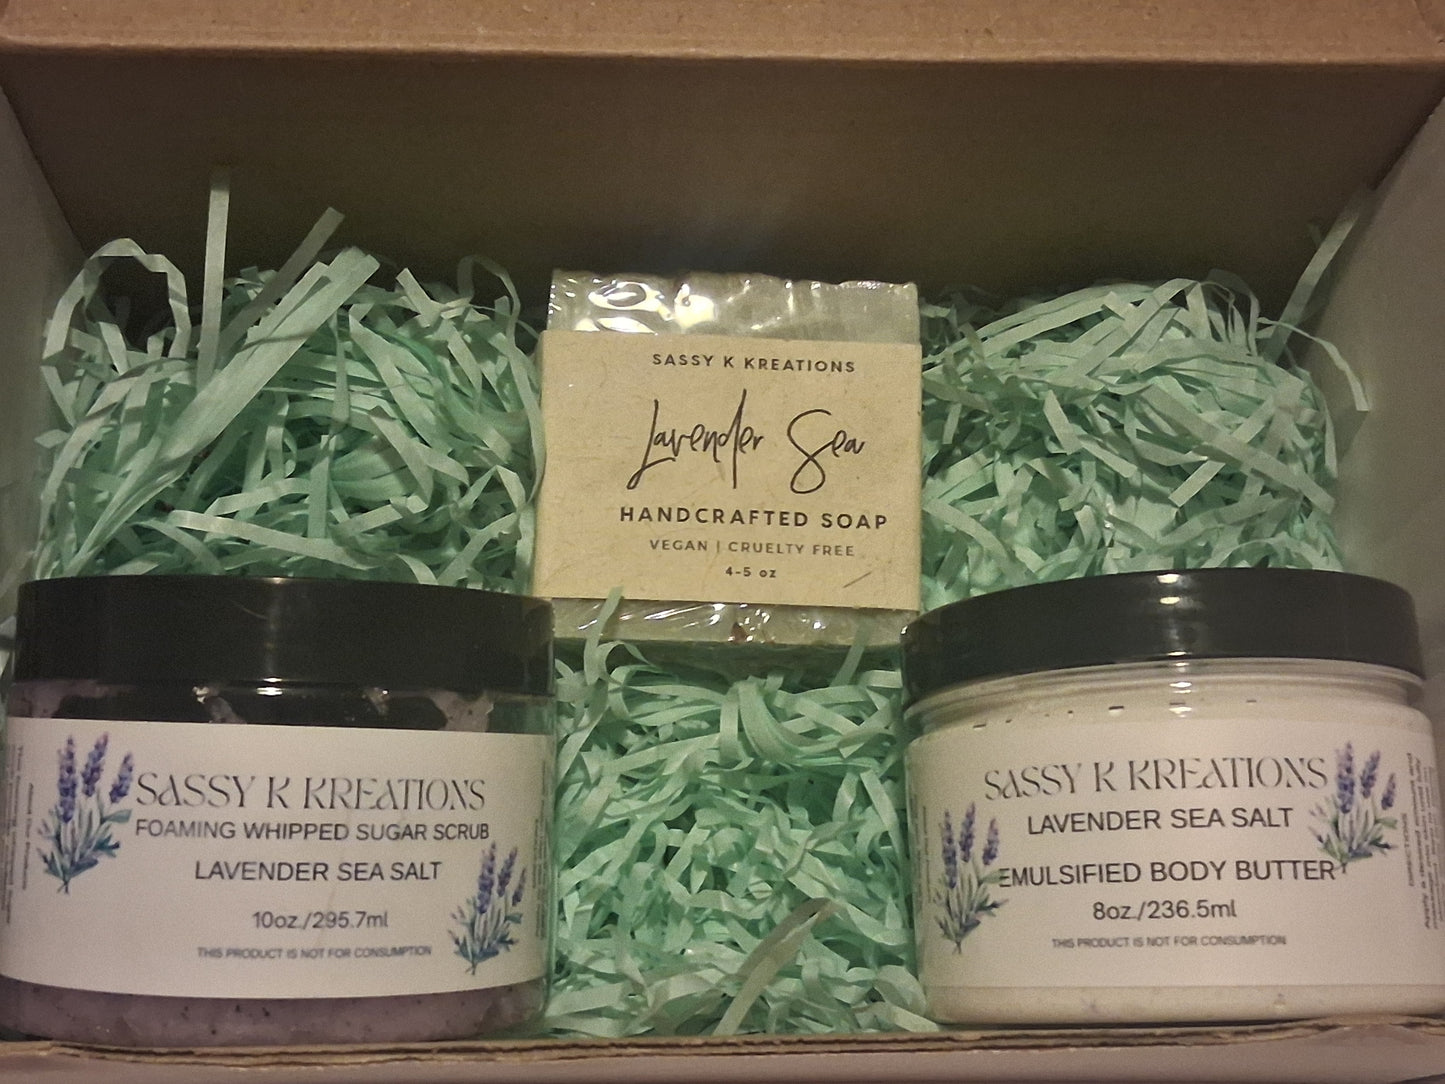 SASSY K KREATIONS
Lavender Sea
HANDCRAFTED SOAP
VEGAN | CRUELTY FREE
4-5 oz
SASSY K KREATIONS
FOAMING WHIPPED SUGAR SCRUB
LAVENDER SEA SALT
10oz./295.7ml
THIS PRODUCT IS NOT FOR CONSUMPTION
SASSY K KREATIONS
LAVENDER SEA SALT
EMULSIFIED BODY BUTTER
8oz./236.5ml
THIS PRODUCT IS NOT FOR CONSUMPTION